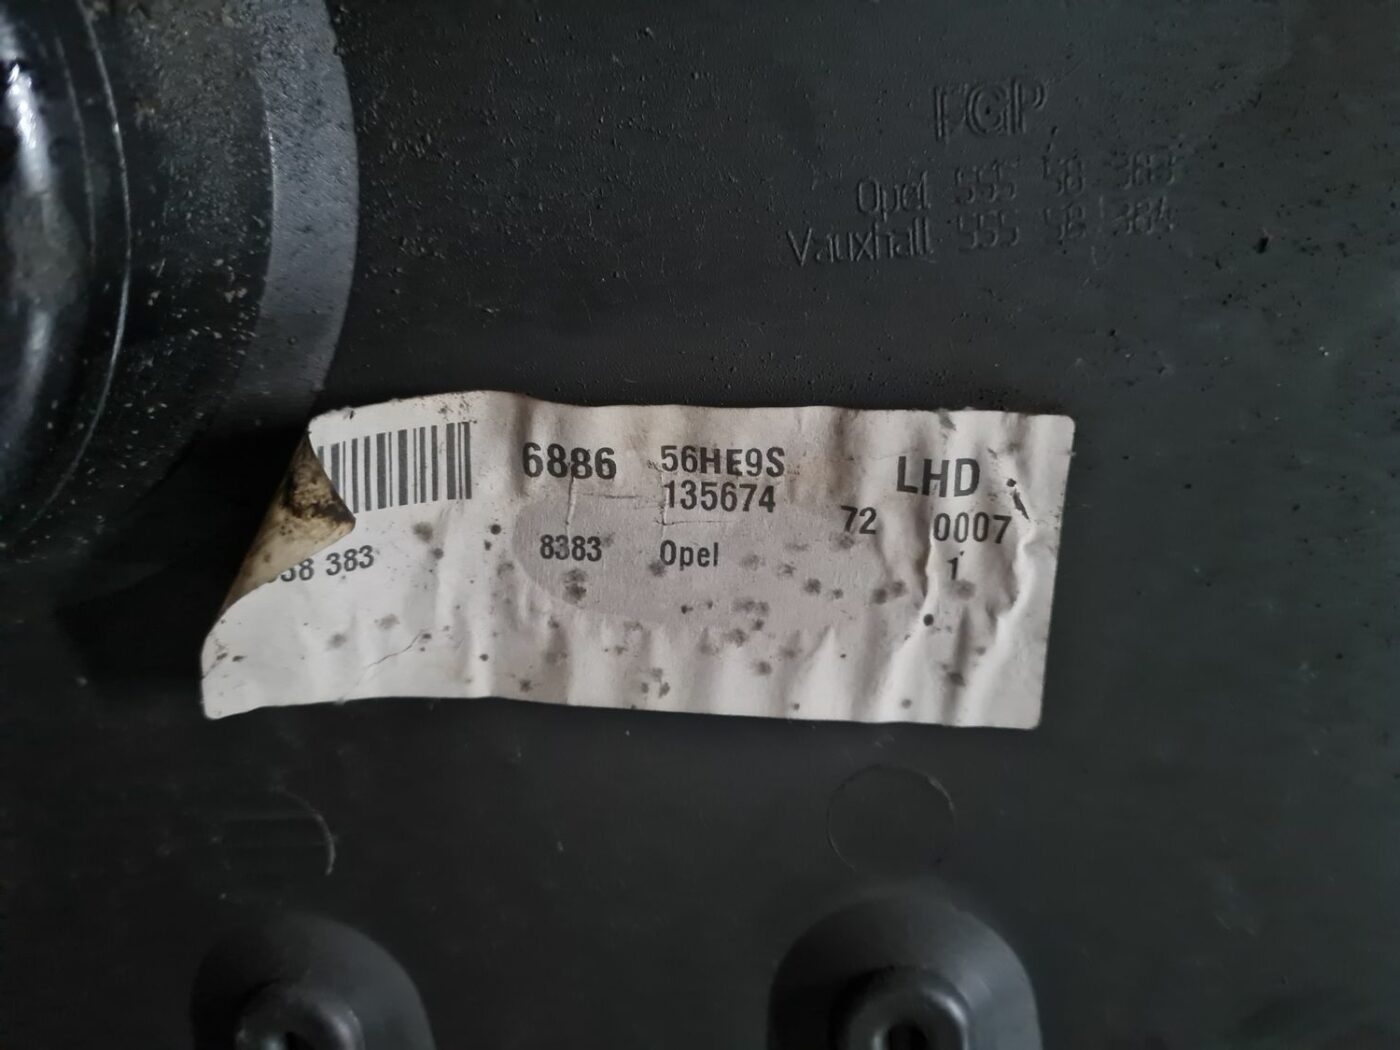 FGP
Opel 555 58 383
Vauxhall 555 58 384
6886 56HE9S LHD
135674 72 0007
58 383 8383 Opel 1